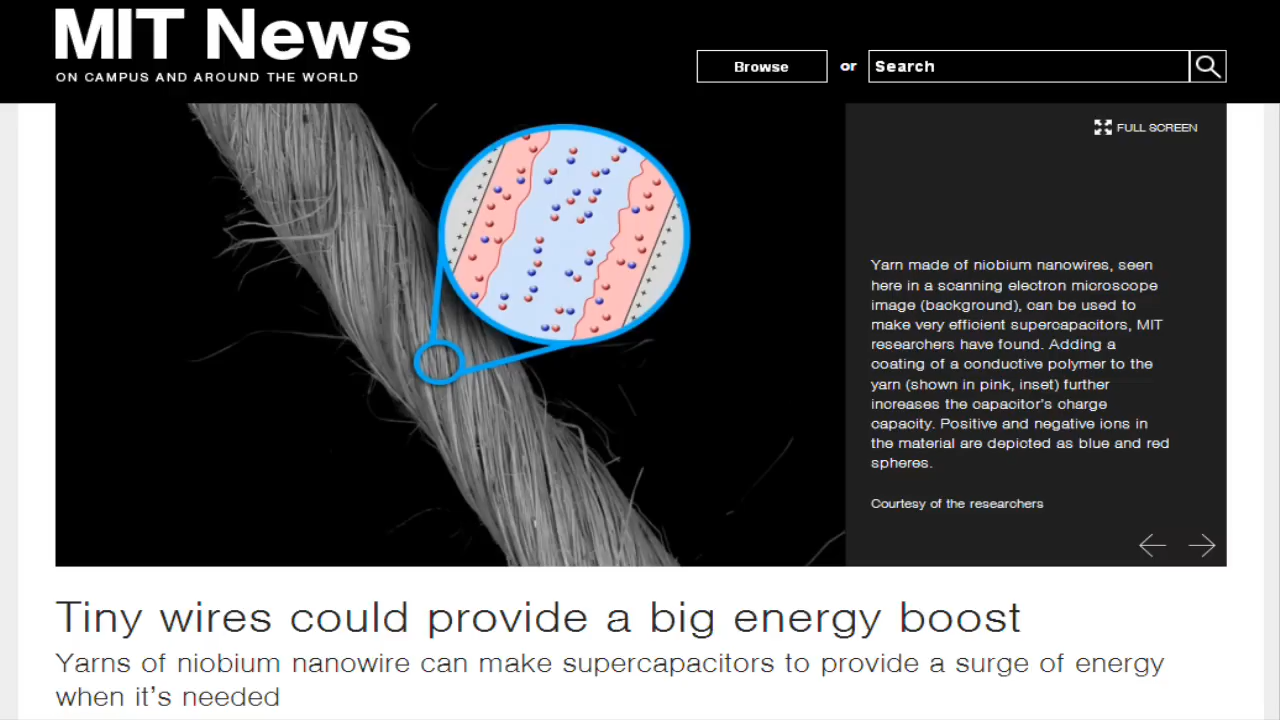 MIT News
ON CAMPUS AND AROUND THE WORLD
Browse or Search
FULL SCREEN
Yarn made of niobium nanowires, seen
here in a scanning electron microscope
image (background), can be used to
make very efficient supercapacitors, MIT
researchers have found. Adding a
coating of a conductive polymer to the
yarn (shown in pink, inset) further
increases the capacitor's charge
capacity. Positive and negative ions in
the material are depicted as blue and red
spheres.
Courtesy of the researchers
Tiny wires could provide a big energy boost
Yarns of niobium nanowire can make supercapacitors to provide a surge of energy
when it's needed